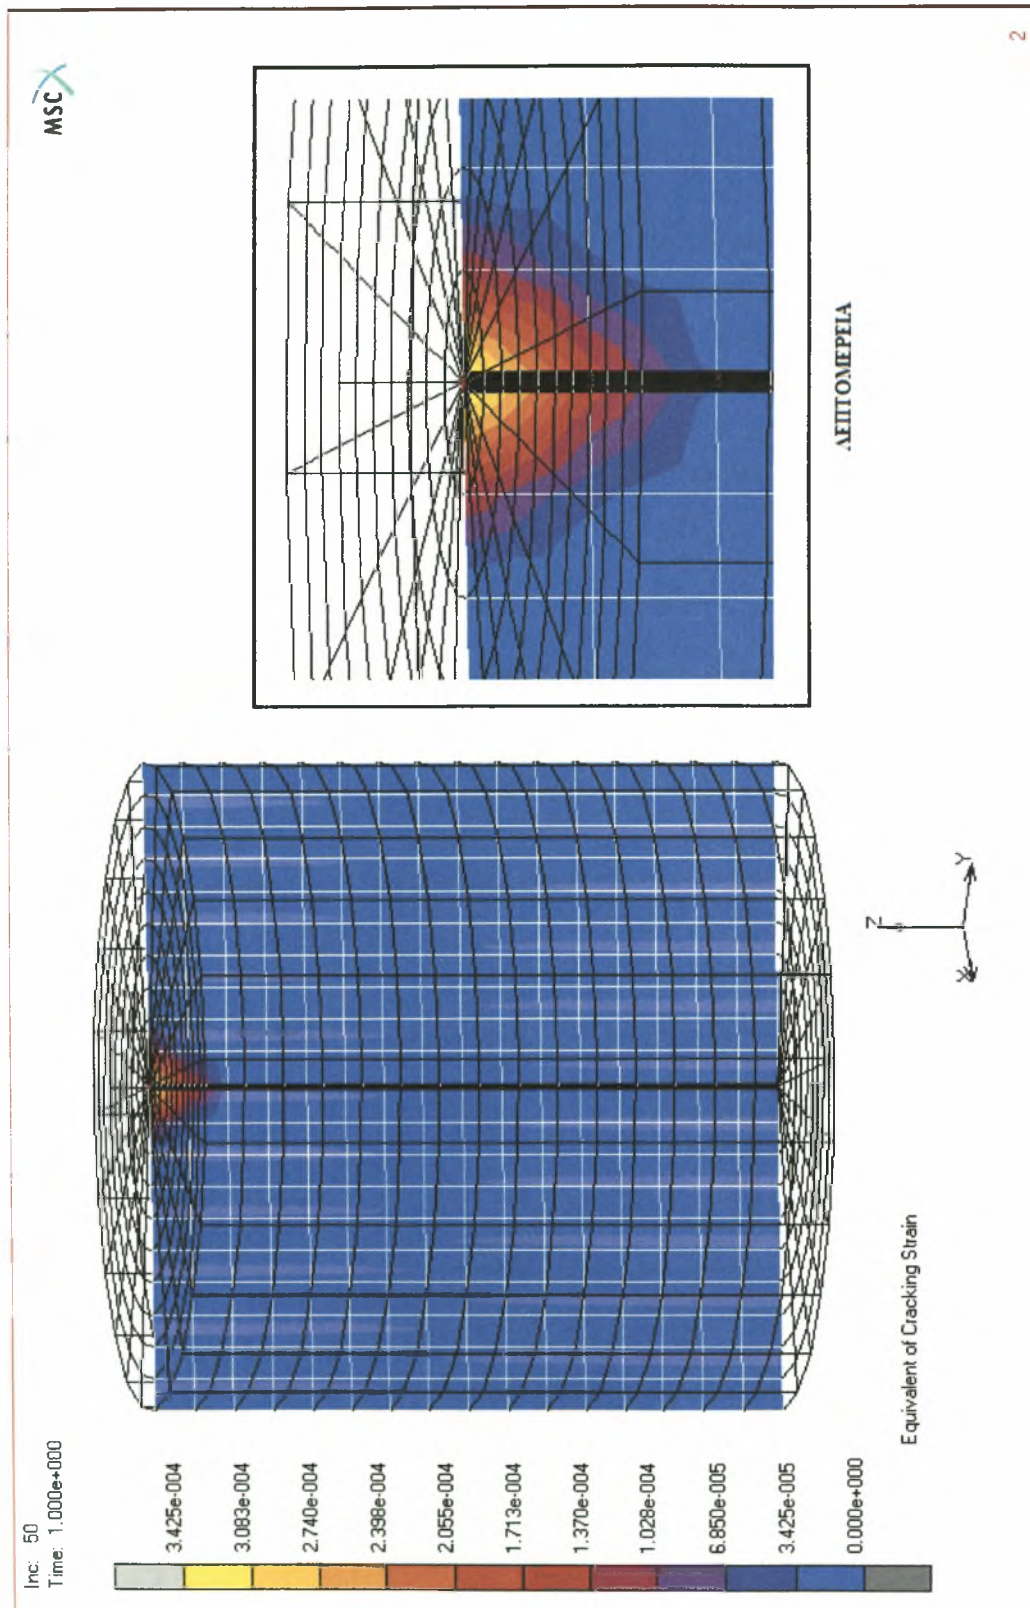 Inc: 50
Time: 1.000e+000
MSC
3.425e-004
3.083e-004
2.740e-004
2.398e-004
2.055e-004
1.713e-004
1.370e-004
1.028e-004
6.850e-005
3.425e-005
0.000e+000
Equivalent of Cracking Strain
Z
X
Y
ΛΕΠΤΟΜΕΡΕΙΑ
2